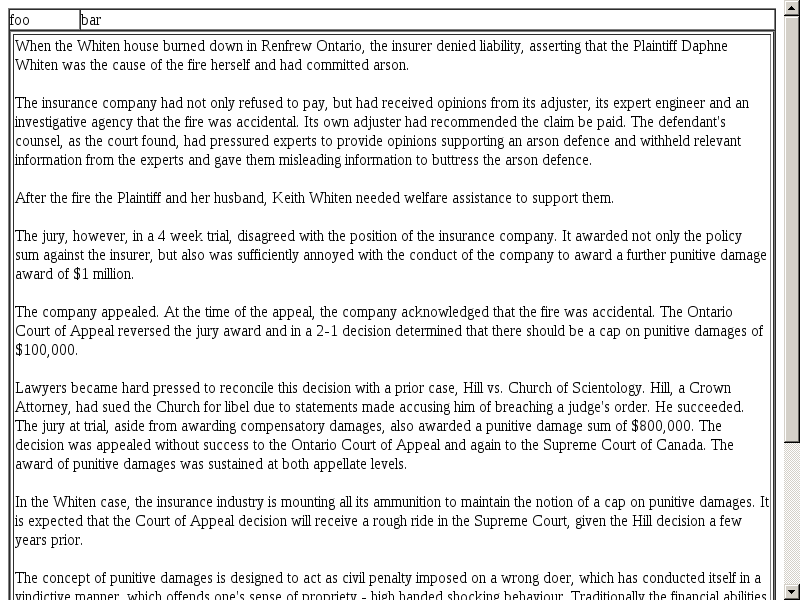 foo bar
When the Whiten house burned down in Renfrew Ontario, the insurer denied liability, asserting that the Plaintiff Daphne
Whiten was the cause of the fire herself and had committed arson.
The insurance company had not only refused to pay, but had received opinions from its adjuster, its expert engineer and an
investigative agency that the fire was accidental. Its own adjuster had recommended the claim be paid. The defendant's
counsel, as the court found, had pressured experts to provide opinions supporting an arson defence and withheld relevant
information from the experts and gave them misleading information to buttress the arson defence.
After the fire the Plaintiff and her husband, Keith Whiten needed welfare assistance to support them.
The jury, however, in a 4 week trial, disagreed with the position of the insurance company. It awarded not only the policy
sum against the insurer, but also was sufficiently annoyed with the conduct of the company to award a further punitive damage
award of $1 million.
The company appealed. At the time of the appeal, the company acknowledged that the fire was accidental. The Ontario
Court of Appeal reversed the jury award and in a 2-1 decision determined that there should be a cap on punitive damages of
$100,000.
Lawyers became hard pressed to reconcile this decision with a prior case, Hill vs. Church of Scientology. Hill, a Crown
Attorney, had sued the Church for libel due to statements made accusing him of breaching a judge's order. He succeeded.
The jury at trial, aside from awarding compensatory damages, also awarded a punitive damage sum of $800,000. The
decision was appealed without success to the Ontario Court of Appeal and again to the Supreme Court of Canada. The
award of punitive damages was sustained at both appellate levels.
In the Whiten case, the insurance industry is mounting all its ammunition to maintain the notion of a cap on punitive damages. It
is expected that the Court of Appeal decision will receive a rough ride in the Supreme Court, given the Hill decision a few
years prior.
The concept of punitive damages is designed to act as civil penalty imposed on a wrong doer, which has conducted itself in a
vindictive manner, which offends one's sense of propriety - high handed shocking behaviour. Traditionally the financial abilities